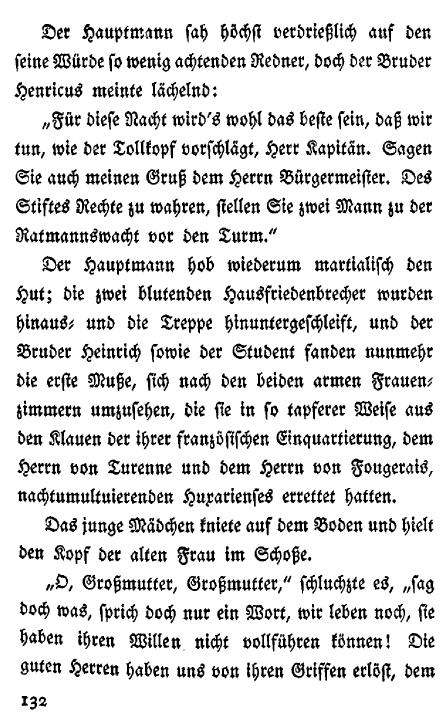 Der Hauptmann sah höchst verdrießlich auf den
seine Würde so wenig achtenden Redner, doch der Bruder
Henricus meinte lächelnd:
„Für diese Nacht wird's wohl das beste sein, daß wir
tun, wie der Tollkopf vorschlägt, Herr Kapitän. Sagen
Sie auch meinen Gruß dem Herrn Bürgermeister. Des
Stiftes Rechte zu wahren, stellen Sie zwei Mann zu der
Ratmannswacht vor den Turm.“
Der Hauptmann hob wiederum martialisch den
Hut; die zwei blutenden Hausfriedenbrecher wurden
hinaus- und die Treppe hinuntergeschleift, und der
Bruder Heinrich sowie der Student fanden nunmehr
die erste Muße, sich nach den beiden armen Frauen-
zimmern umzusehen, die sie in so tapferer Weise aus
den Klauen der ihrer französischen Einquartierung, dem
Herrn von Turenne und dem Herrn von Fougerais,
nachtumultuierenden Huxarienses errettet hatten.
Das junge Mädchen kniete auf dem Boden und hielt
den Kopf der alten Frau im Schoße.
„O, Großmutter, Großmutter,“ schluchzte es, „sag
doch was, sprich doch nur ein Wort, wir leben noch, sie
haben ihren Willen nicht vollführen können! Die
guten Herren haben uns von ihren Griffen erlöst, dem
132